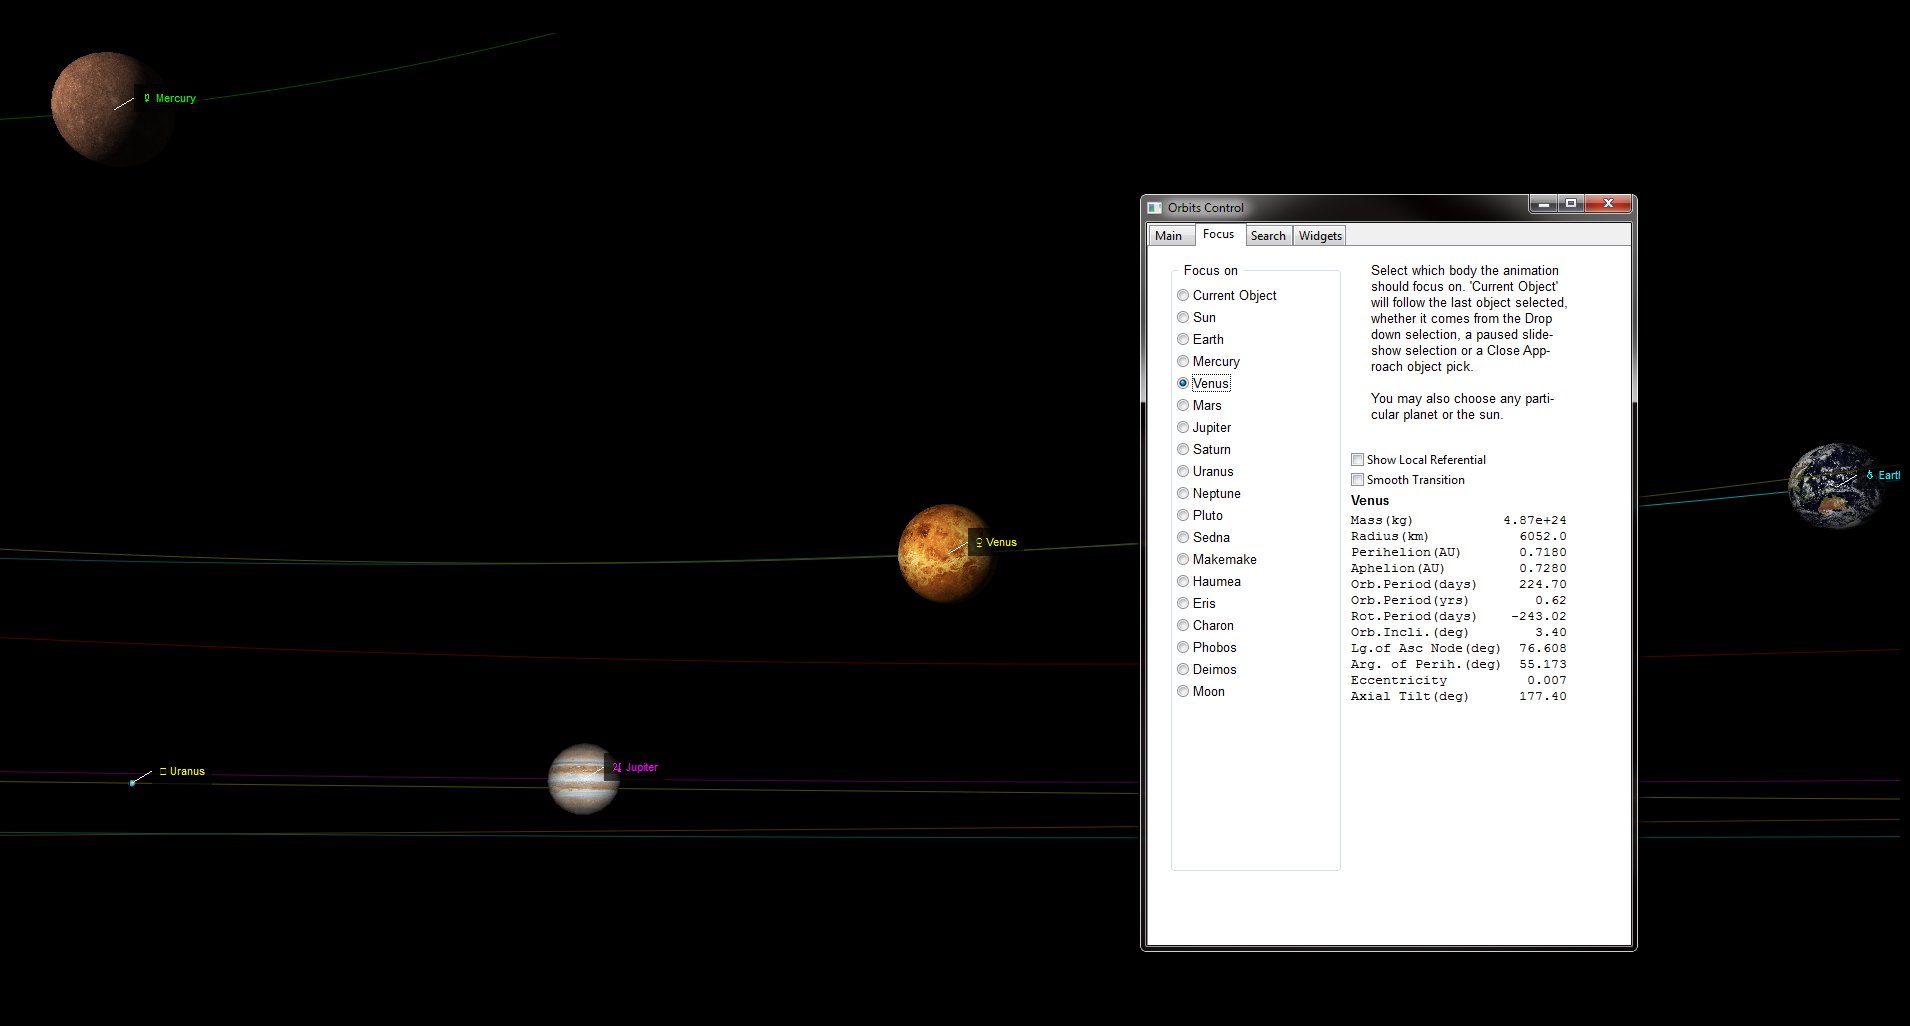 ☿ Mercury
Orbits Control
Main
Focus
Search
Widgets
Focus on
Current Object
Sun
Earth
Mercury
Venus
Mars
Jupiter
Saturn
Uranus
Neptune
Pluto
Sedna
Makemake
Haumea
Eris
Charon
Phobos
Deimos
Moon
Select which body the animation
should focus on. 'Current Object'
will follow the last object selected,
whether it comes from the Drop
down selection, a paused slide-
show selection or a Close App-
roach object pick.
You may also choose any parti-
cular planet or the sun.
Show Local Referential
Smooth Transition
Venus
Mass(kg) 4.87e+24
Radius(km) 6052.0
Perihelion(AU) 0.7180
Aphelion(AU) 0.7280
Orb.Period(days) 224.70
Orb.Period(yrs) 0.62
Rot.Period(days) -243.02
Orb.Incli.(deg) 3.40
Lg.of Asc Node(deg) 76.608
Arg. of Perih.(deg) 55.173
Eccentricity 0.007
Axial Tilt(deg) 177.40
♁ Eart
♀ Venus
♃ Jupiter
□ Uranus